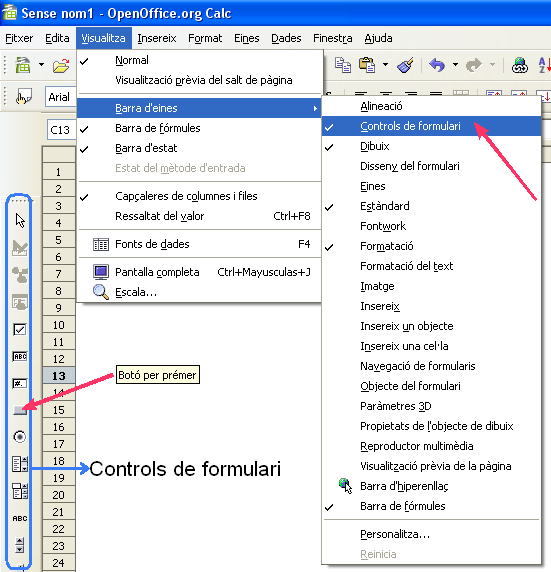 Sense nom1 - OpenOffice.org Calc
Fitxer Edita Visualitza Insereix Format Eines Dades Finestra Ajuda
Arial
C13
Normal
Visualització prèvia del salt de pàgina
Barra d'eines
Barra de fórmules
Barra d'estat
Estat del mètode d'entrada
Capçaleres de columnes i files
Ressaltat del valor Ctrl+F8
Fonts de dades F4
Pantalla completa Ctrl+Mayusculas+J
Escala...
Alineació
Controls de formulari
Dibuix
Disseny del formulari
Eines
Estàndard
Fontwork
Formatació
Formatació del text
Imatge
Insereix
Insereix un objecte
Insereix una cel·la
Navegació de formularis
Objecte del formulari
Paràmetres 3D
Propietats de l'objecte de dibuix
Reproductor multimèdia
Visualització prèvia de la pàgina
Barra d'hiperenllaç
Barra de fórmules
Personalitza...
Reinicia
1
2
3
4
5
6
7
8
9
10
11
12
13
14
15
16
17
18
19
20
21
22
23
24
ABC
#.
ABC
Botó per prémer
Controls de formulari